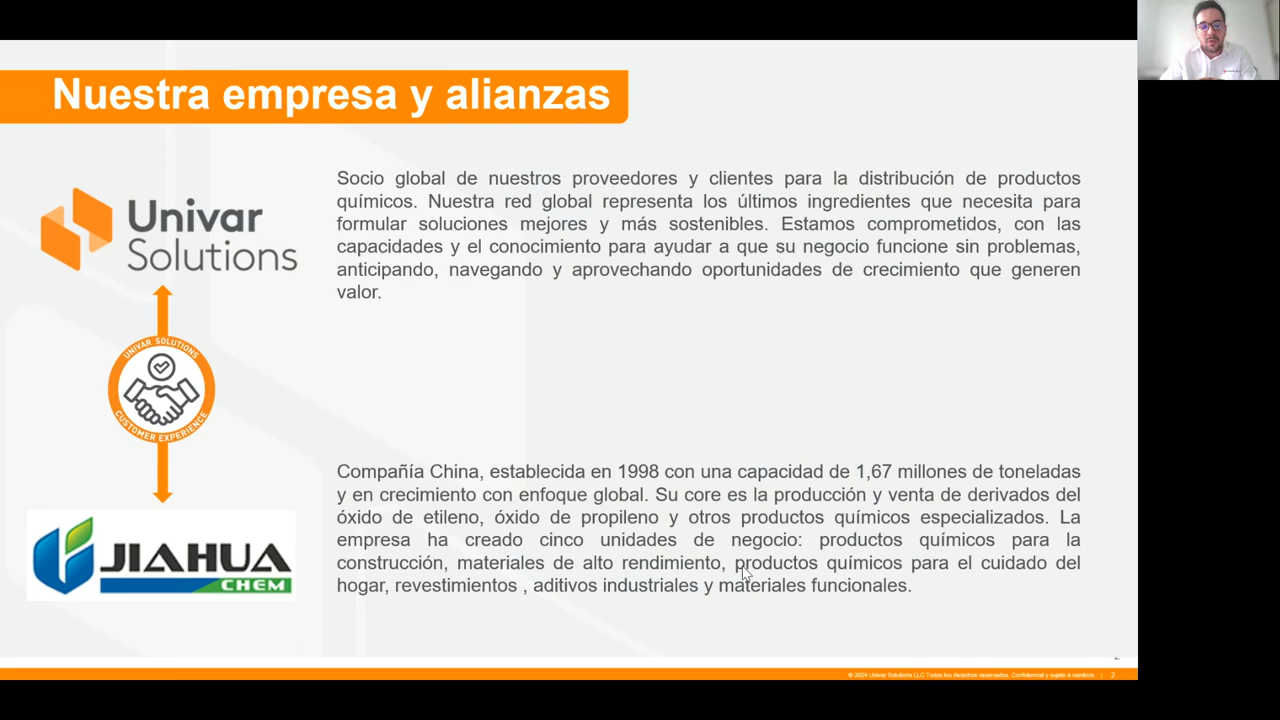 Nuestra empresa y alianzas
Univar
Solutions
Socio global de nuestros proveedores y clientes para la distribución de productos
químicos. Nuestra red global representa los últimos ingredientes que necesita para
formular soluciones mejores y más sostenibles. Estamos comprometidos, con las
capacidades y el conocimiento para ayudar a que su negocio funcione sin problemas,
anticipando, navegando y aprovechando oportunidades de crecimiento que generen
valor.
UNIVAR SOLUTIONS
CUSTOMER EXPERIENCE
JIAHUA
CHEM
Compañía China, establecida en 1998 con una capacidad de 1,67 millones de toneladas
y en crecimiento con enfoque global. Su core es la producción y venta de derivados del
óxido de etileno, óxido de propileno y otros productos químicos especializados. La
empresa ha creado cinco unidades de negocio: productos químicos para la
construcción, materiales de alto rendimiento, productos químicos para el cuidado del
hogar, revestimientos , aditivos industriales y materiales funcionales.
© 2024 Univar Solutions LLC Todos los derechos reservados. Confidencial y sujeto a cambios. | 2